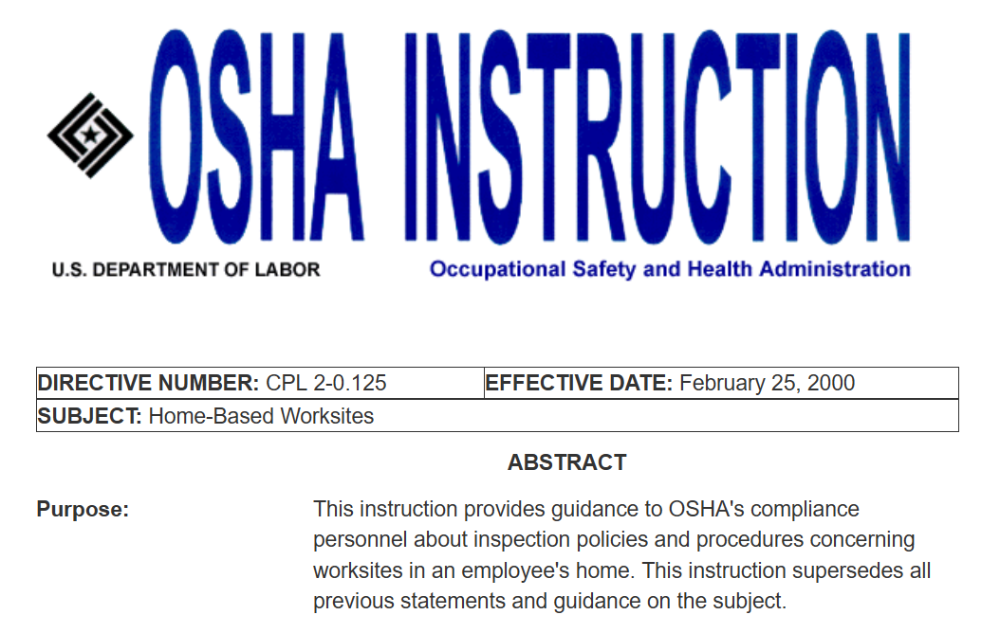 OSHA INSTRUCTION
U.S. DEPARTMENT OF LABOR Occupational Safety and Health Administration
DIRECTIVE NUMBER: CPL 2-0.125 EFFECTIVE DATE: February 25, 2000
SUBJECT: Home-Based Worksites
ABSTRACT
Purpose: This instruction provides guidance to OSHA's compliance
personnel about inspection policies and procedures concerning
worksites in an employee's home. This instruction supersedes all
previous statements and guidance on the subject.